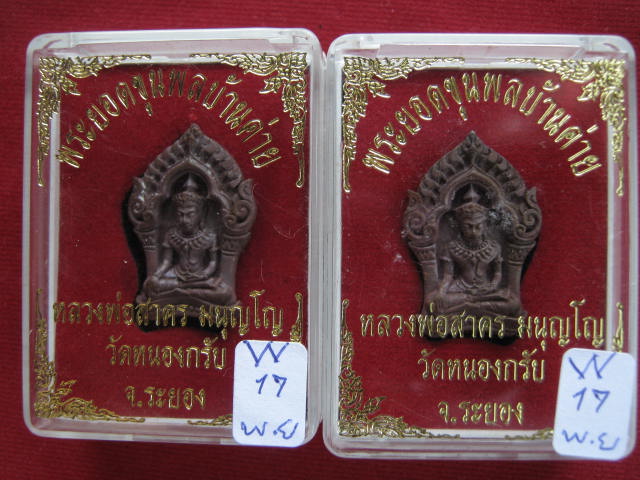 พระยอดขุนพลบ้านค่าย
หลวงพ่อสาคร มนุญโญ
วัดหนองกรับ
จ.ระยอง
W
17
พ.ย
พระยอดขุนพลบ้านค่าย
หลวงพ่อสาคร มนุญโญ
วัดหนองกรับ
จ.ระยอง
W
17
พ.ย